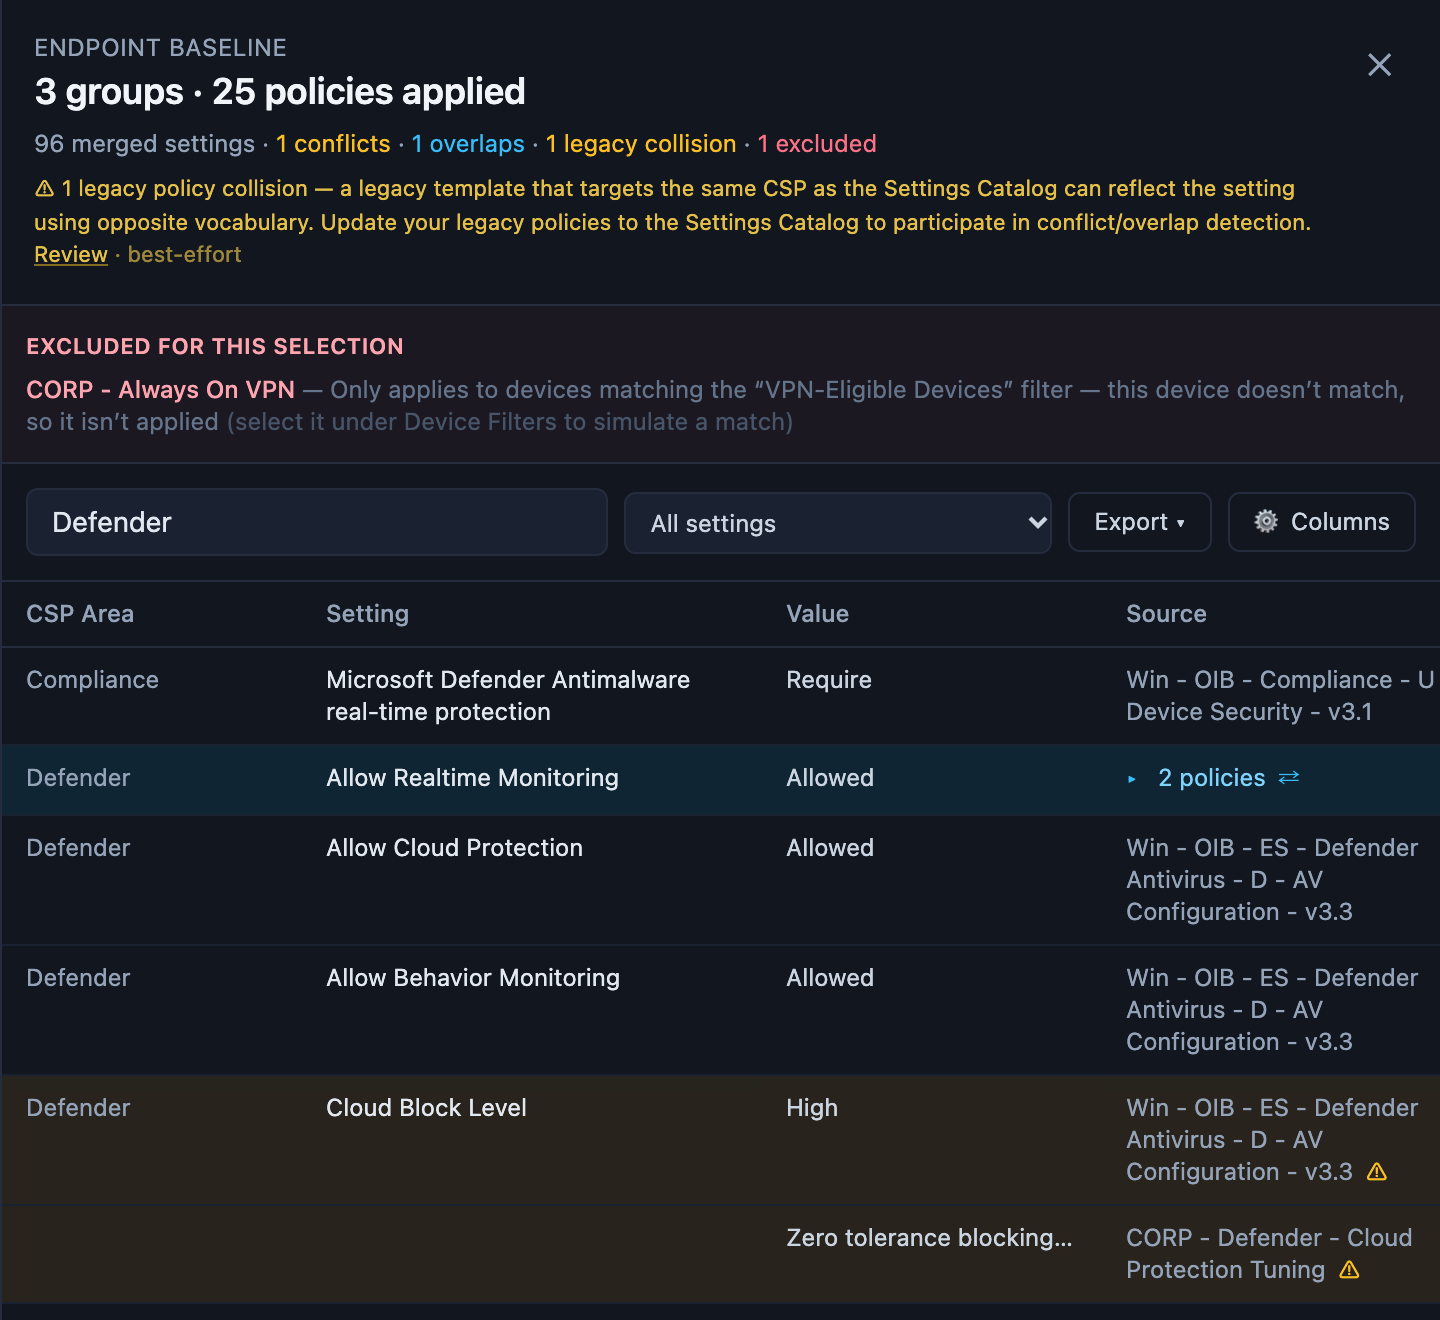 ENDPOINT BASELINE
3 groups · 25 policies applied
96 merged settings · 1 conflicts · 1 overlaps · 1 legacy collision · 1 excluded
⚠ 1 legacy policy collision — a legacy template that targets the same CSP as the Settings Catalog can reflect the setting
using opposite vocabulary. Update your legacy policies to the Settings Catalog to participate in conflict/overlap detection.
Review · best-effort
EXCLUDED FOR THIS SELECTION
CORP - Always On VPN — Only applies to devices matching the “VPN-Eligible Devices” filter — this device doesn’t match,
so it isn’t applied (select it under Device Filters to simulate a match)
Defender
All settings
Export ▾
Columns
CSP Area Setting Value Source
Compliance Microsoft Defender Antimalware Require Win - OIB - Compliance - U
real-time protection Device Security - v3.1
Defender Allow Realtime Monitoring Allowed ▸ 2 policies ⇄
Defender Allow Cloud Protection Allowed Win - OIB - ES - Defender
Antivirus - D - AV
Configuration - v3.3
Defender Allow Behavior Monitoring Allowed Win - OIB - ES - Defender
Antivirus - D - AV
Configuration - v3.3
Defender Cloud Block Level High Win - OIB - ES - Defender
Antivirus - D - AV
Configuration - v3.3 ⚠
Zero tolerance blocking... CORP - Defender - Cloud
Protection Tuning ⚠